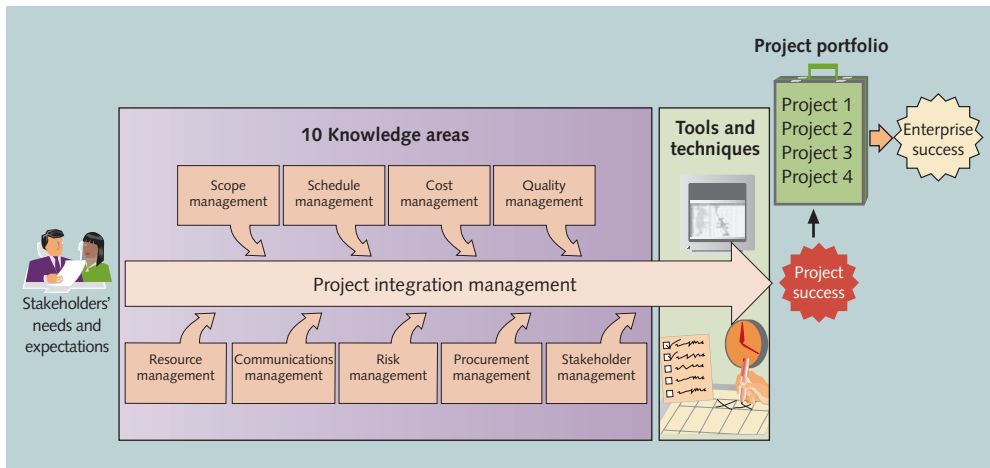 Project portfolio
Project 1
Project 2
Project 3
Project 4
Enterprise
success
10 Knowledge areas
Tools and
techniques
Scope
management
Schedule
management
Cost
management
Quality
management
Stakeholders’
needs and
expectations
Project integration management
Project
success
Resource
management
Communications
management
Risk
management
Procurement
management
Stakeholder
management